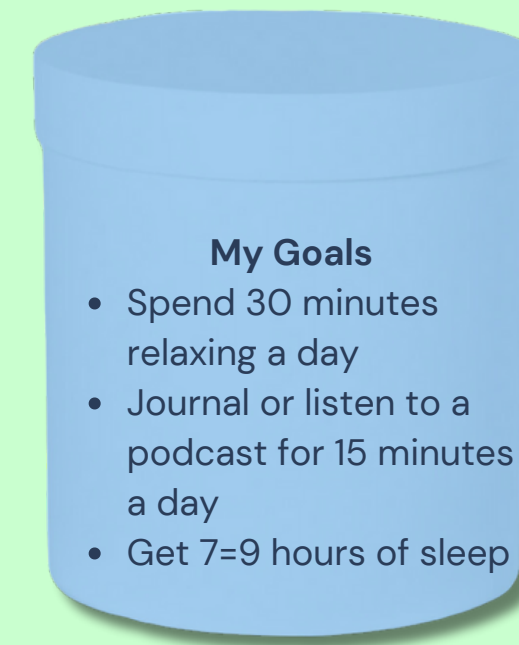 My Goals
• Spend 30 minutes
relaxing a day
• Journal or listen to a
podcast for 15 minutes
a day
• Get 7=9 hours of sleep